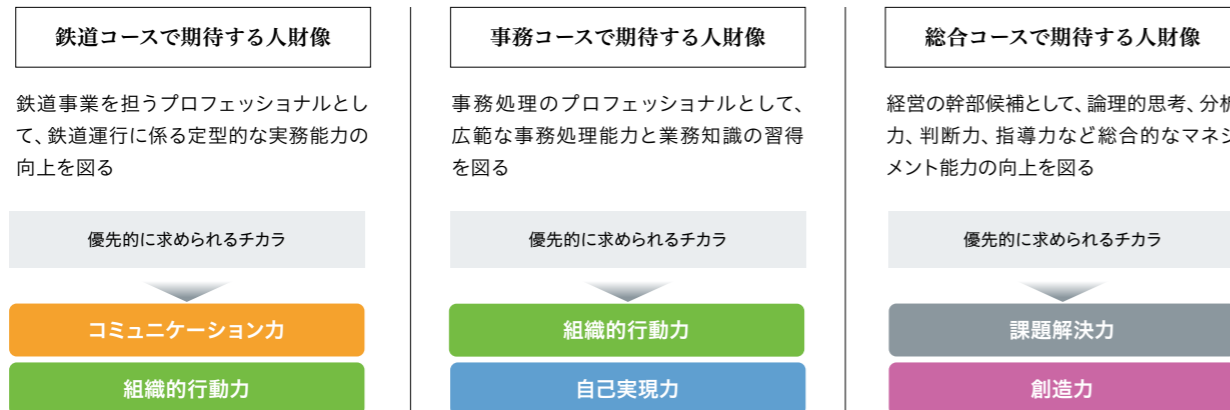 鉄道コースで期待する人財像
鉄道事業を担うプロフェッショナルとし
て、鉄道運行に係る定型的な実務能力の
向上を図る
優先的に求められるチカラ
コミュニケーション力
組織的行動力
事務コースで期待する人財像
事務処理のプロフェッショナルとして、
広範な事務処理能力と業務知識の習得
を図る
優先的に求められるチカラ
組織的行動力
自己実現力
総合コースで期待する人財像
経営の幹部候補として、論理的思考、分析
力、判断力、指導力など総合的なマネジ
メント能力の向上を図る
優先的に求められるチカラ
課題解決力
創造力